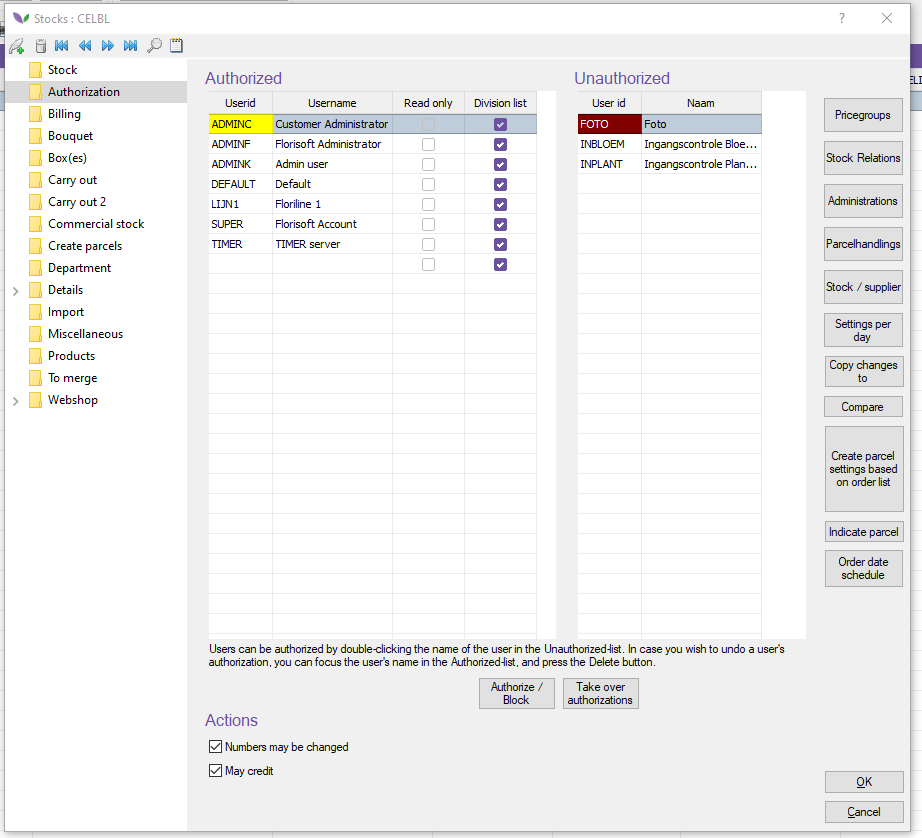 Stocks : CELBL
?
Stock
Authorization
Billing
Bouquet
Box(es)
Carry out
Carry out 2
Commercial stock
Create parcels
Department
Details
Import
Miscellaneous
Products
To merge
Webshop
Authorized
Userid Username Read only Division list
ADMINC Customer Administrator
ADMINF Florisoft Administrator
ADMINK Admin user
DEFAULT Default
LIJN1 Floriline 1
SUPER Florisoft Account
TIMER TIMER server
Unauthorized
User id Naam
FOTO Foto
INBLOEM Ingangscontrole Bloe...
INPLANT Ingangscontrole Plan...
Users can be authorized by double-clicking the name of the user in the Unauthorized-list. In case you wish to undo a user's
authorization, you can focus the user's name in the Authorized-list, and press the Delete button.
Authorize /
Block
Take over
authorizations
Actions
Numbers may be changed
May credit
Pricegroups
Stock Relations
Administrations
Parcelhandlings
Stock / supplier
Settings per
day
Copy changes
to
Compare
Create parcel
settings based
on order list
Indicate parcel
Order date
schedule
OK
Cancel